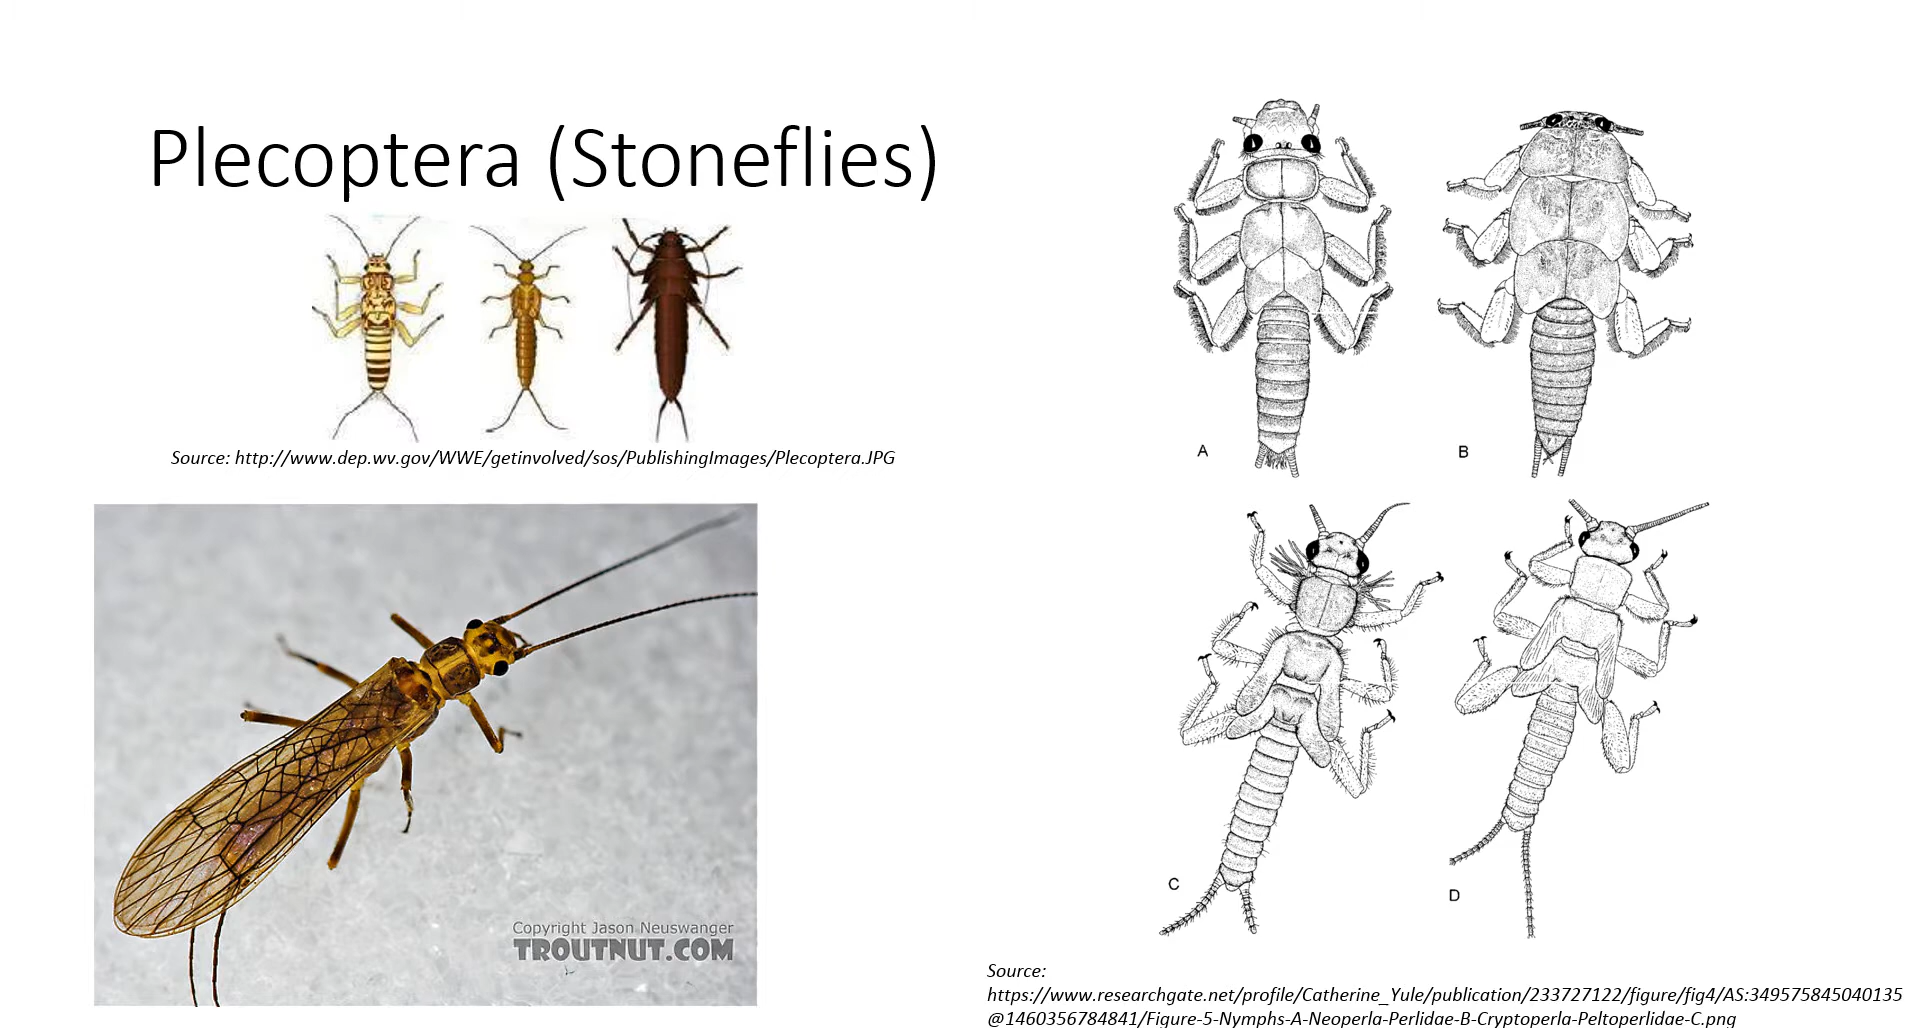 Plecoptera (Stoneflies)
Source: http://www.dep.wv.gov/WWE/getinvolved/sos/PublishingImages/Plecoptera.JPG
Copyright Jason Neuswanger
TROUTNUT.COM
A
B
C
D
Source:
https://www.researchgate.net/profile/Catherine_Yule/publication/233727122/figure/fig4/AS:349575845040135
@1460356784841/Figure-5-Nymphs-A-Neoperla-Perlidae-B-Cryptoperla-Peltoperlidae-C.png